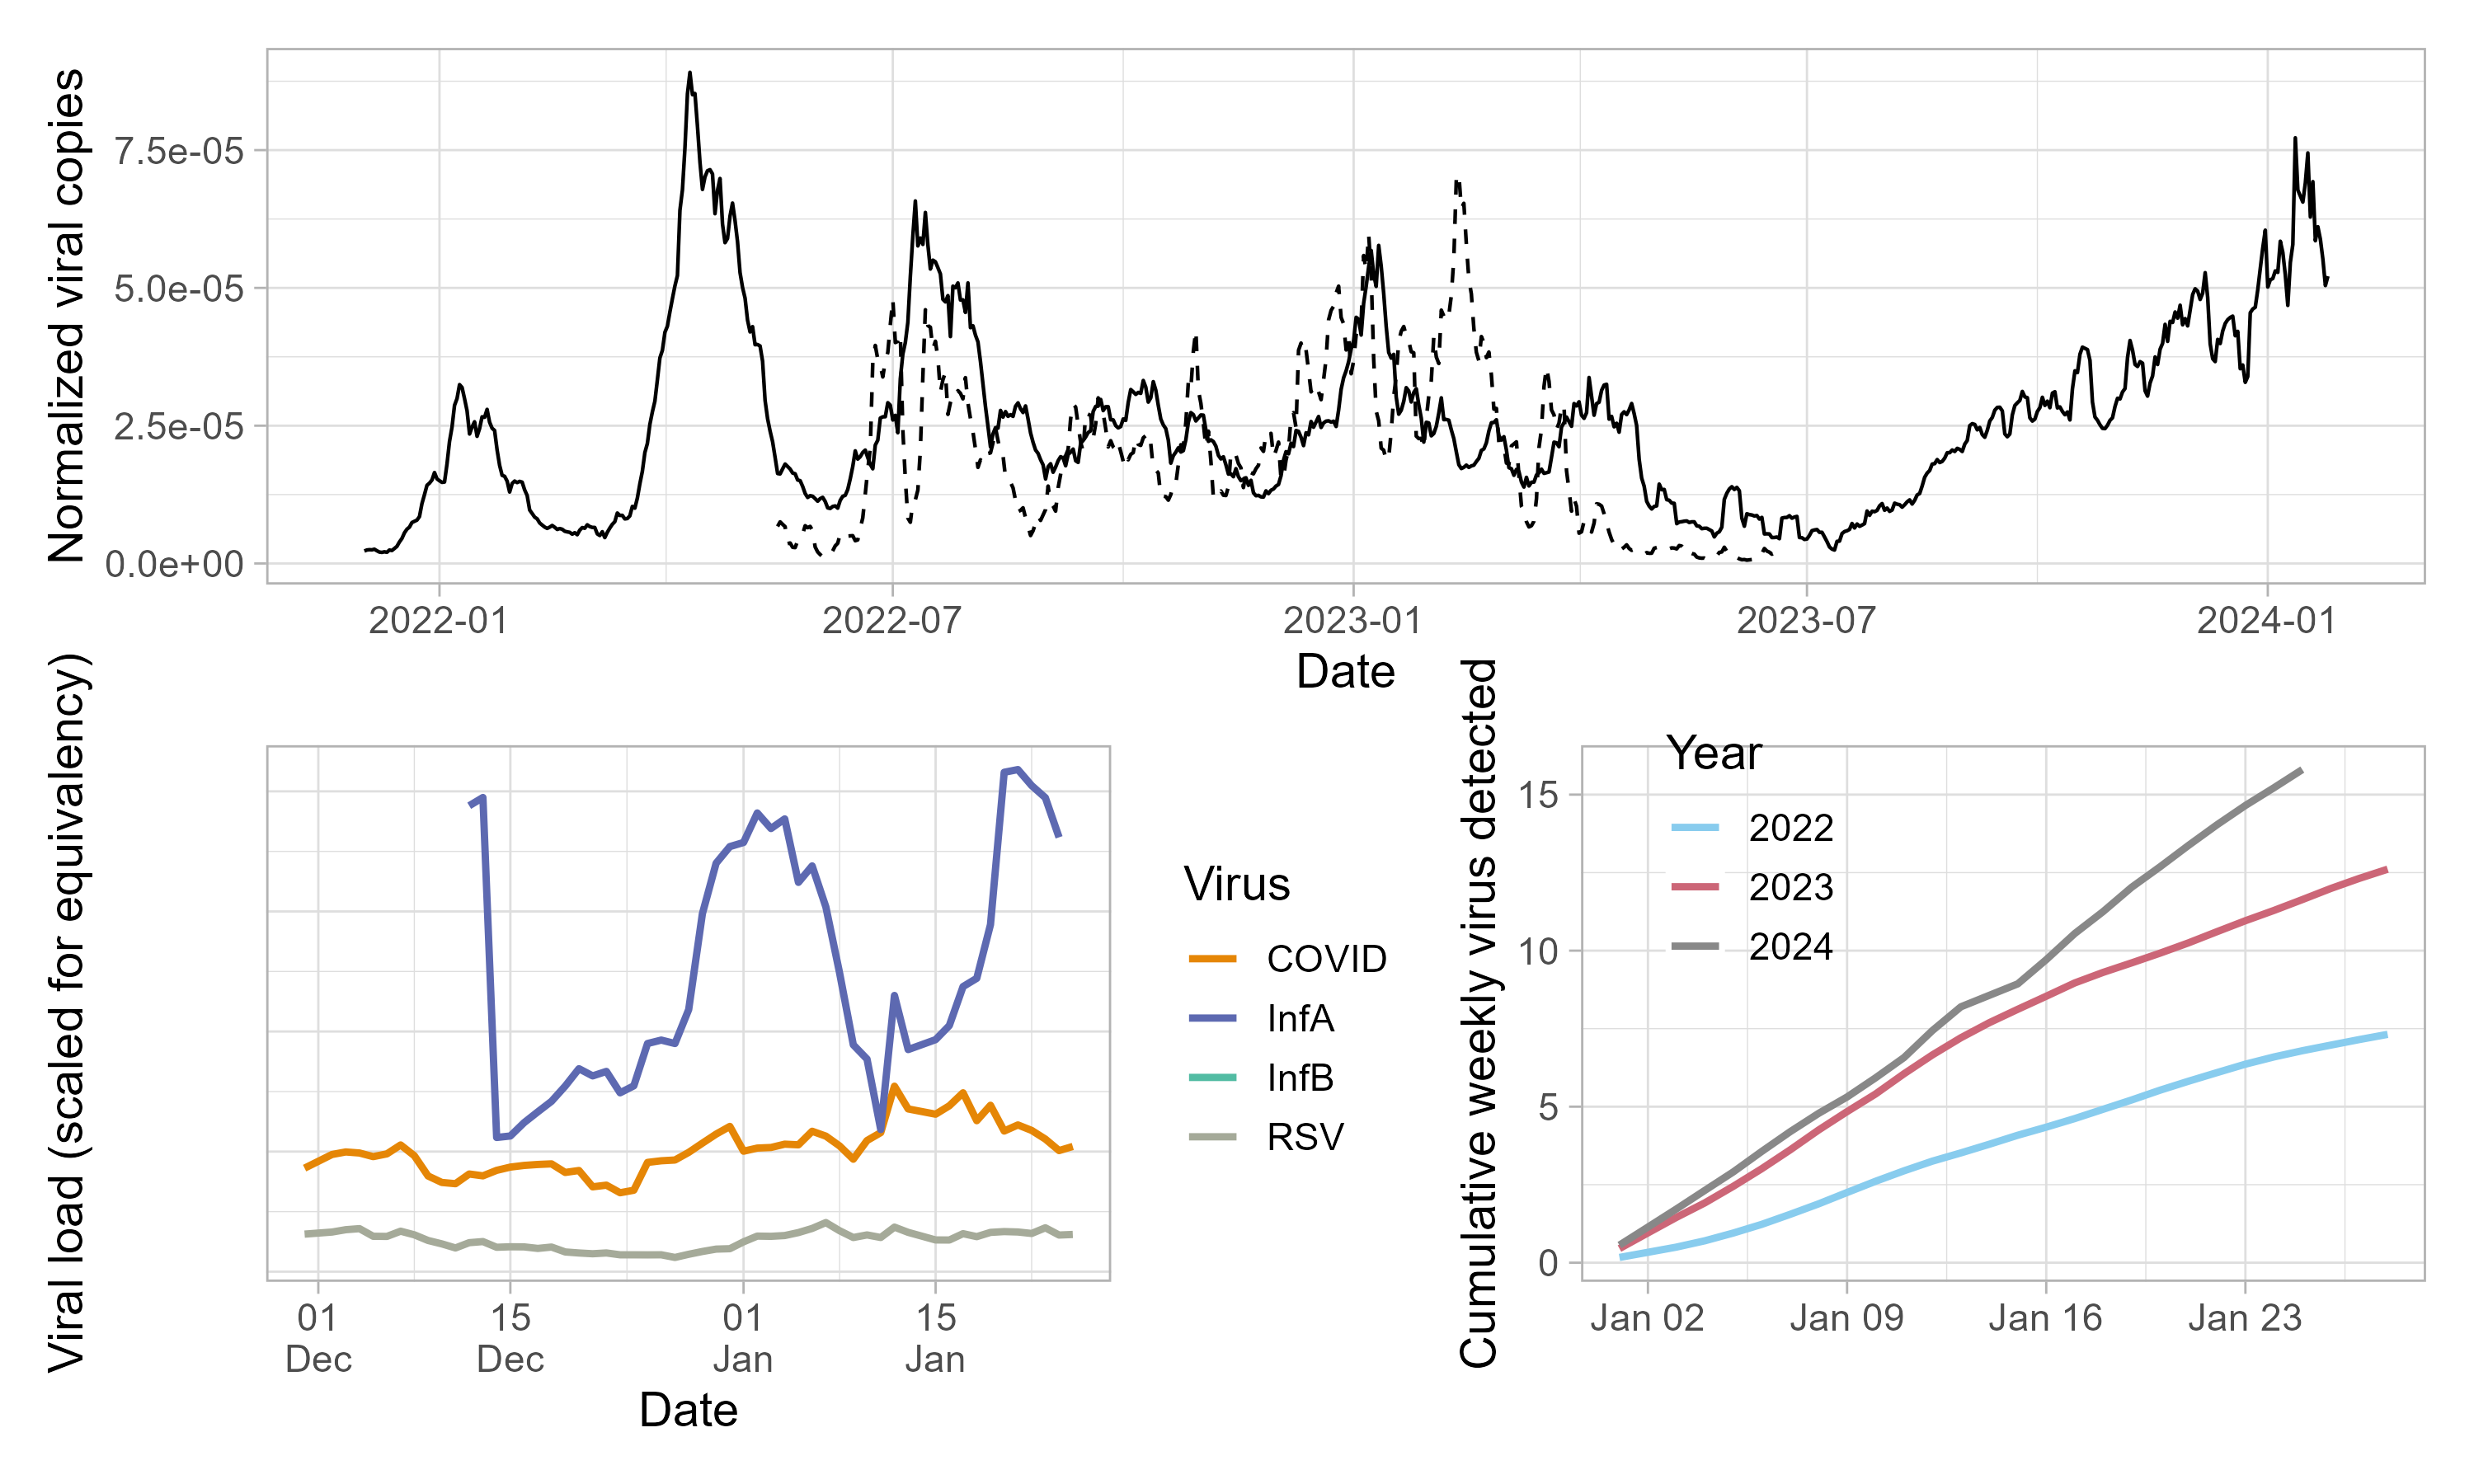 Normalized viral copies
7.5e-05
5.0e-05
2.5e-05
0.0e+00
2022-01
2022-07
2023-01
2023-07
2024-01
Date
Viral load (scaled for equivalency)
01
Dec
15
Dec
01
Jan
15
Jan
Date
Virus
COVID
InfA
InfB
RSV
Cumulative weekly virus detected
15
10
5
0
Year
2022
2023
2024
Jan 02
Jan 09
Jan 16
Jan 23